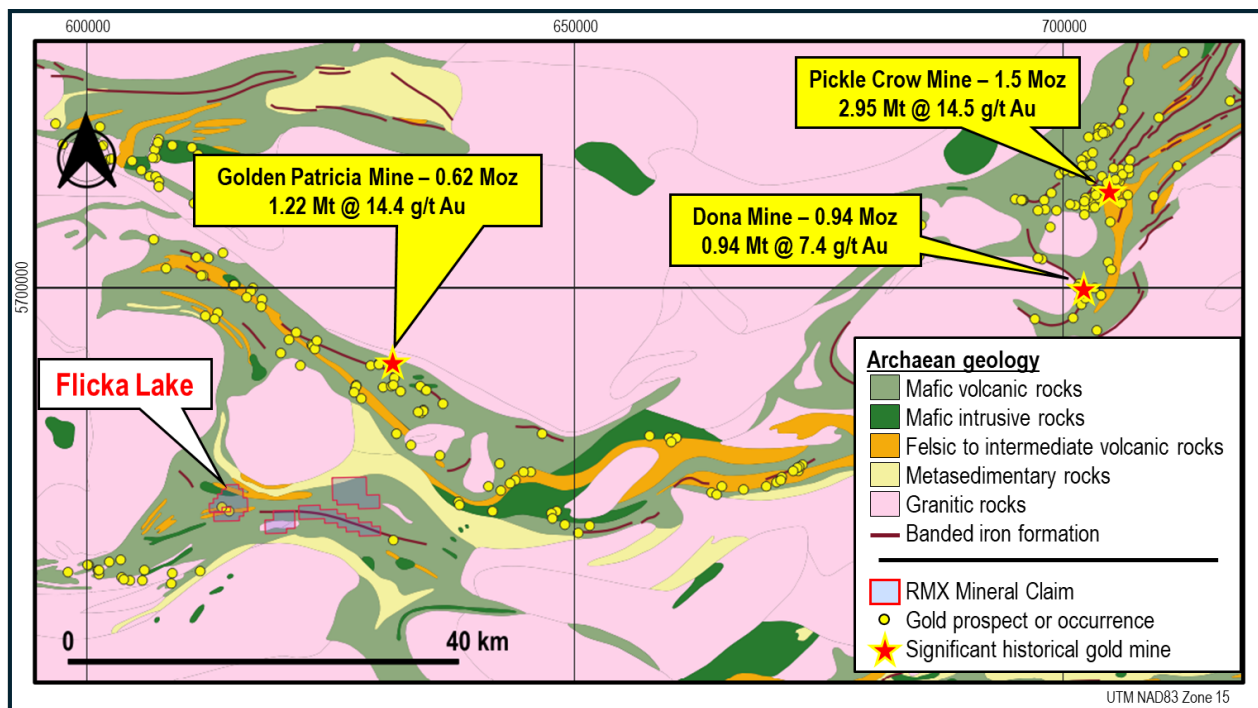 600000
650000
700000
5700000
Pickle Crow Mine – 1.5 Moz
2.95 Mt @ 14.5 g/t Au
Golden Patricia Mine – 0.62 Moz
1.22 Mt @ 14.4 g/t Au
Dona Mine – 0.94 Moz
0.94 Mt @ 7.4 g/t Au
Flicka Lake
Archaean geology
Mafic volcanic rocks
Mafic intrusive rocks
Felsic to intermediate volcanic rocks
Metasedimentary rocks
Granitic rocks
Banded iron formation
RMX Mineral Claim
Gold prospect or occurrence
Significant historical gold mine
0
40 km
UTM NAD83 Zone 15